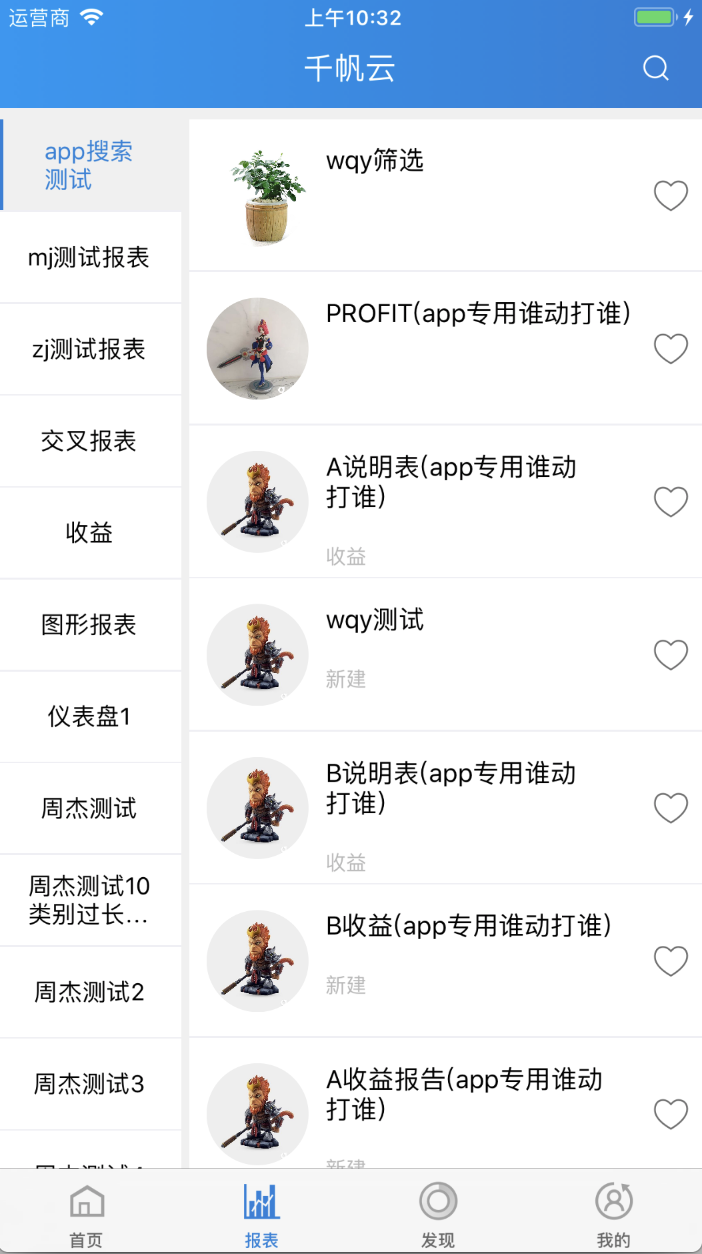 运营商
上午10:32
千帆云
app搜索
测试
mj测试报表
zj测试报表
交叉报表
收益
图形报表
仪表盘1
周杰测试
周杰测试10
类别过长...
周杰测试2
周杰测试3
wqy筛选
PROFIT(app专用谁动打谁)
A说明表(app专用谁动
打谁)
收益
wqy测试
新建
B说明表(app专用谁动
打谁)
收益
B收益(app专用谁动打谁)
新建
A收益报告(app专用谁动
打谁)
新建
首页
报表
发现
我的